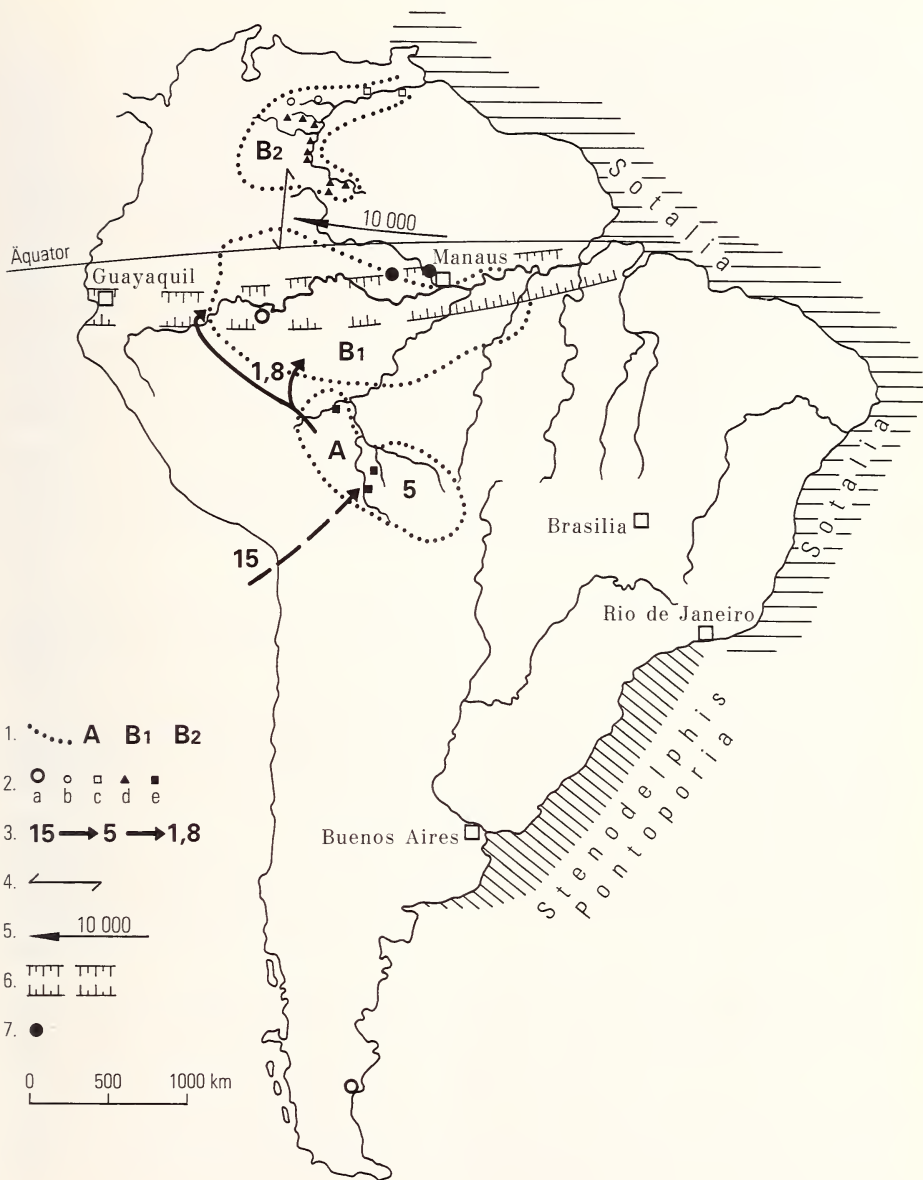 Sotalia
B2
10 000
Äquator
Manaus
Guayaquil
B1
1,8
A
5
Sotalia
Brasilia
15
Rio de Janeiro
Stenodelphis
Pontoporia
Buenos Aires
1. A B1 B2
2. a b c d e
3. 15 5 1,8
4.
5. 10 000
6.
7.
0 500 1000 km